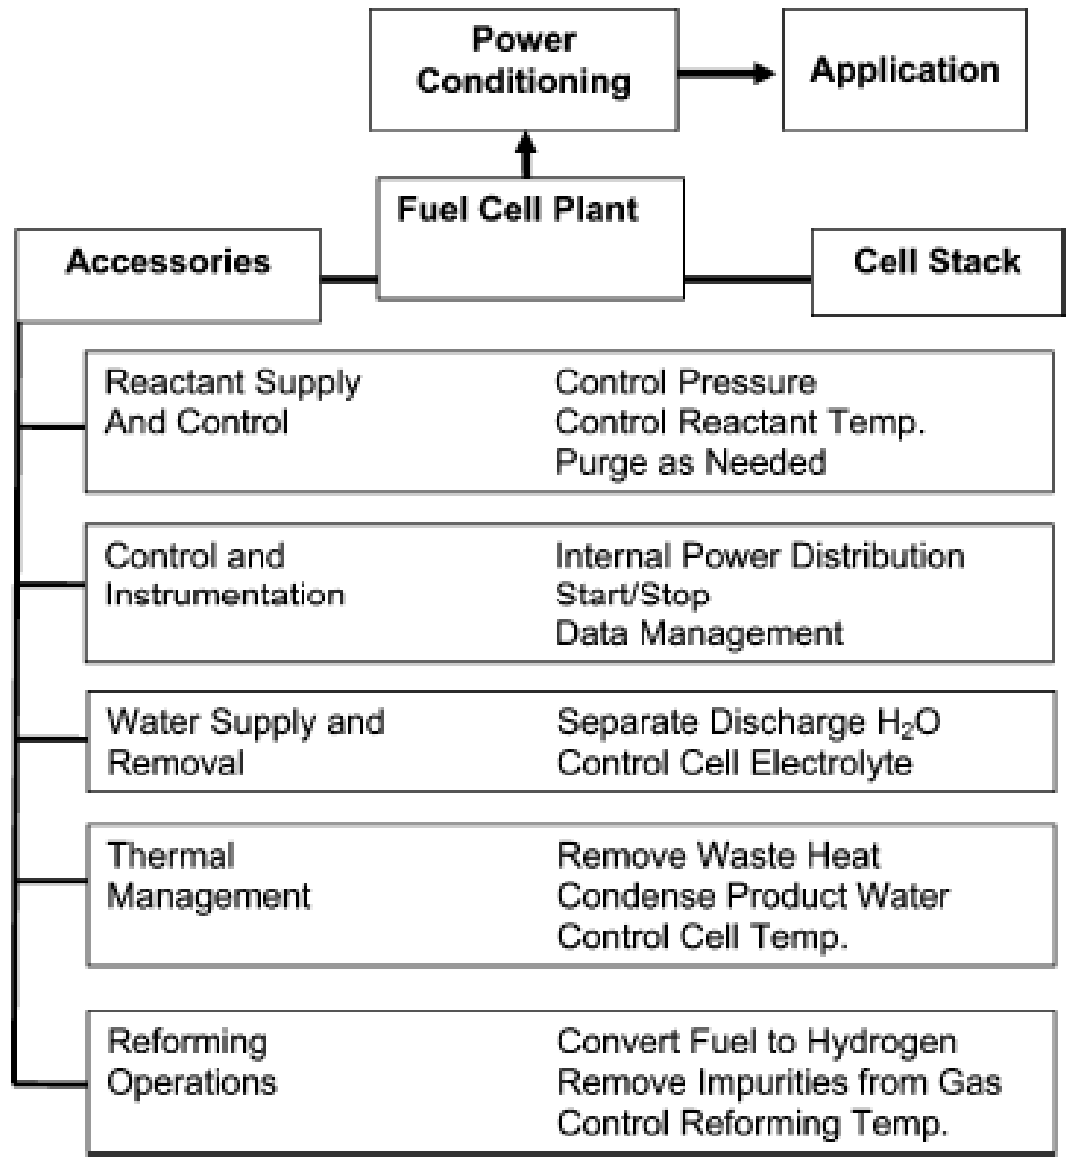 Power
Conditioning
Application
Fuel Cell Plant
Accessories
Cell Stack
Reactant Supply
And Control
Control Pressure
Control Reactant Temp.
Purge as Needed
Control and
Instrumentation
Internal Power Distribution
Start/Stop
Data Management
Water Supply and
Removal
Separate Discharge H₂O
Control Cell Electrolyte
Thermal
Management
Remove Waste Heat
Condense Product Water
Control Cell Temp.
Reforming
Operations
Convert Fuel to Hydrogen
Remove Impurities from Gas
Control Reforming Temp.